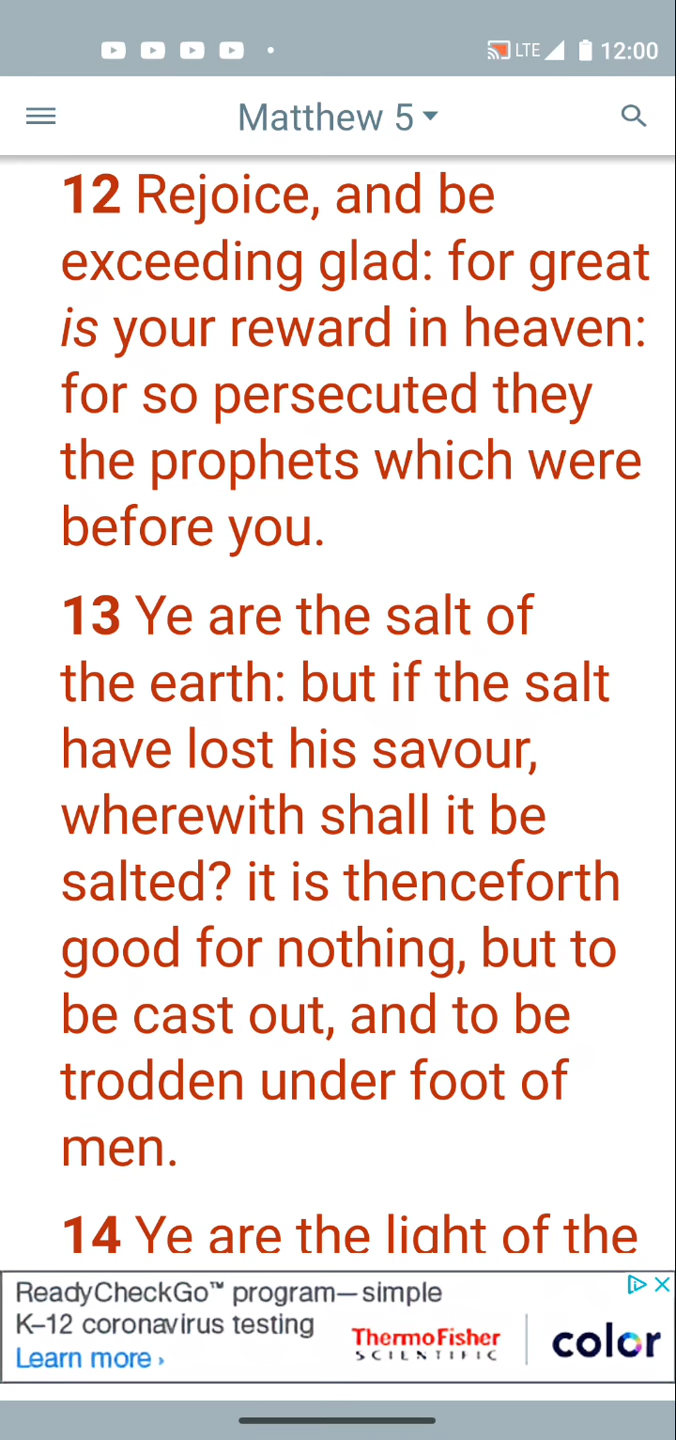 LTE 12:00
Matthew 5
12 Rejoice, and be
exceeding glad: for great
is your reward in heaven:
for so persecuted they
the prophets which were
before you.
13 Ye are the salt of
the earth: but if the salt
have lost his savour,
wherewith shall it be
salted? it is thenceforth
good for nothing, but to
be cast out, and to be
trodden under foot of
men.
14 Ye are the light of the
ReadyCheckGo™ program—simple
K–12 coronavirus testing
Learn more ›
ThermoFisher
SCIENTIFIC
color